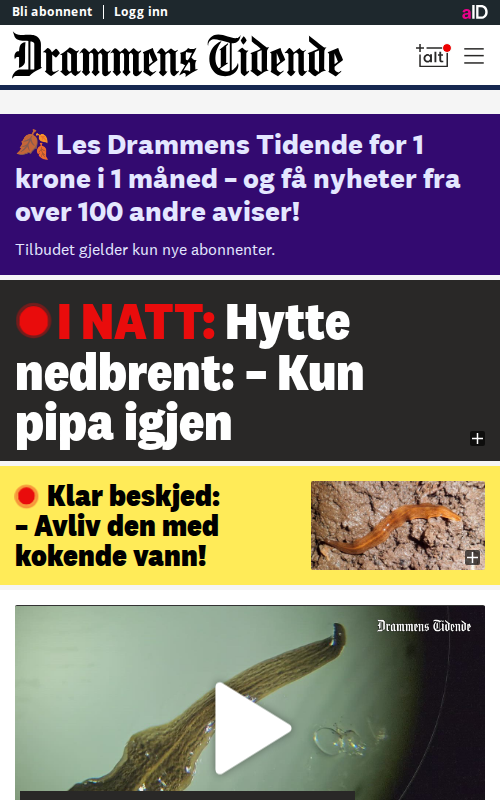 Bli abonnent | Logg inn
aID
Drammens Tidende
+alt
🍂 Les Drammens Tidende for 1
krone i 1 måned – og få nyheter fra
over 100 andre aviser!
Tilbudet gjelder kun nye abonnenter.
I NATT: Hytte
nedbrent: – Kun
pipa igjen
+
Klar beskjed:
– Avliv den med
kokende vann!
+
Drammens Tidende